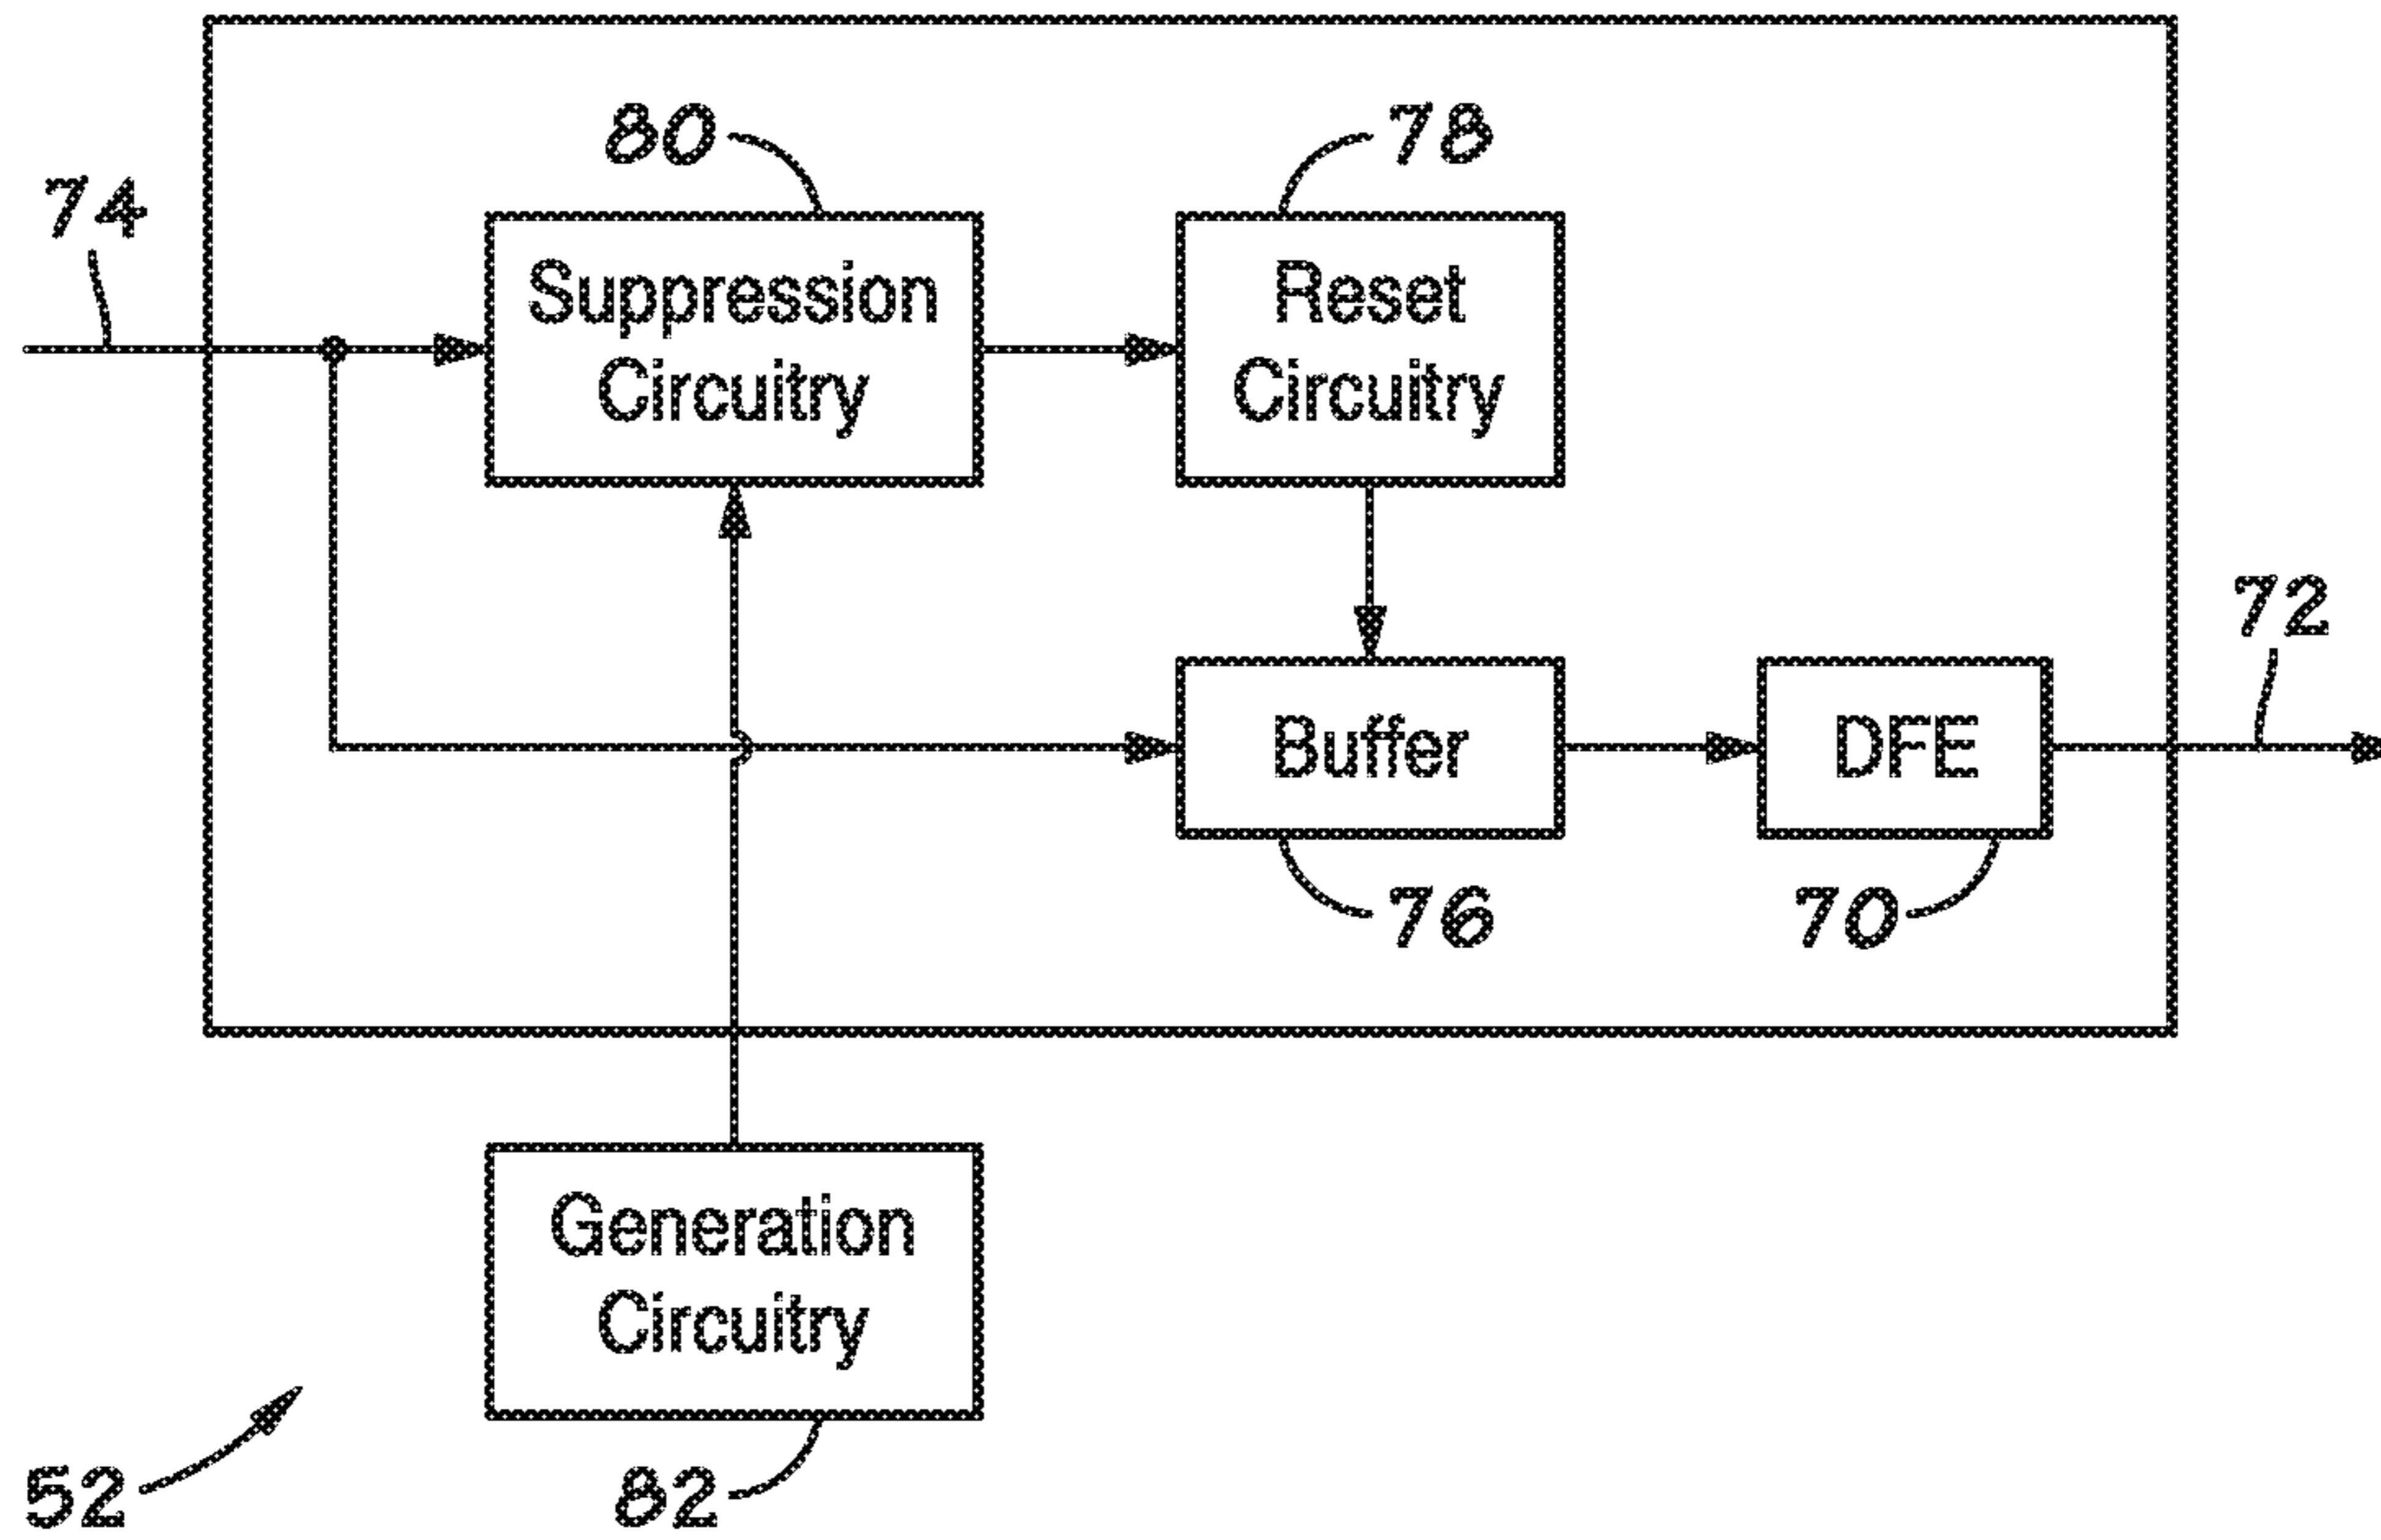 80
78
74
Suppression
Circuitry
Reset
Circuitry
72
Buffer
DFE
76
70
Generation
Circuitry
52
82